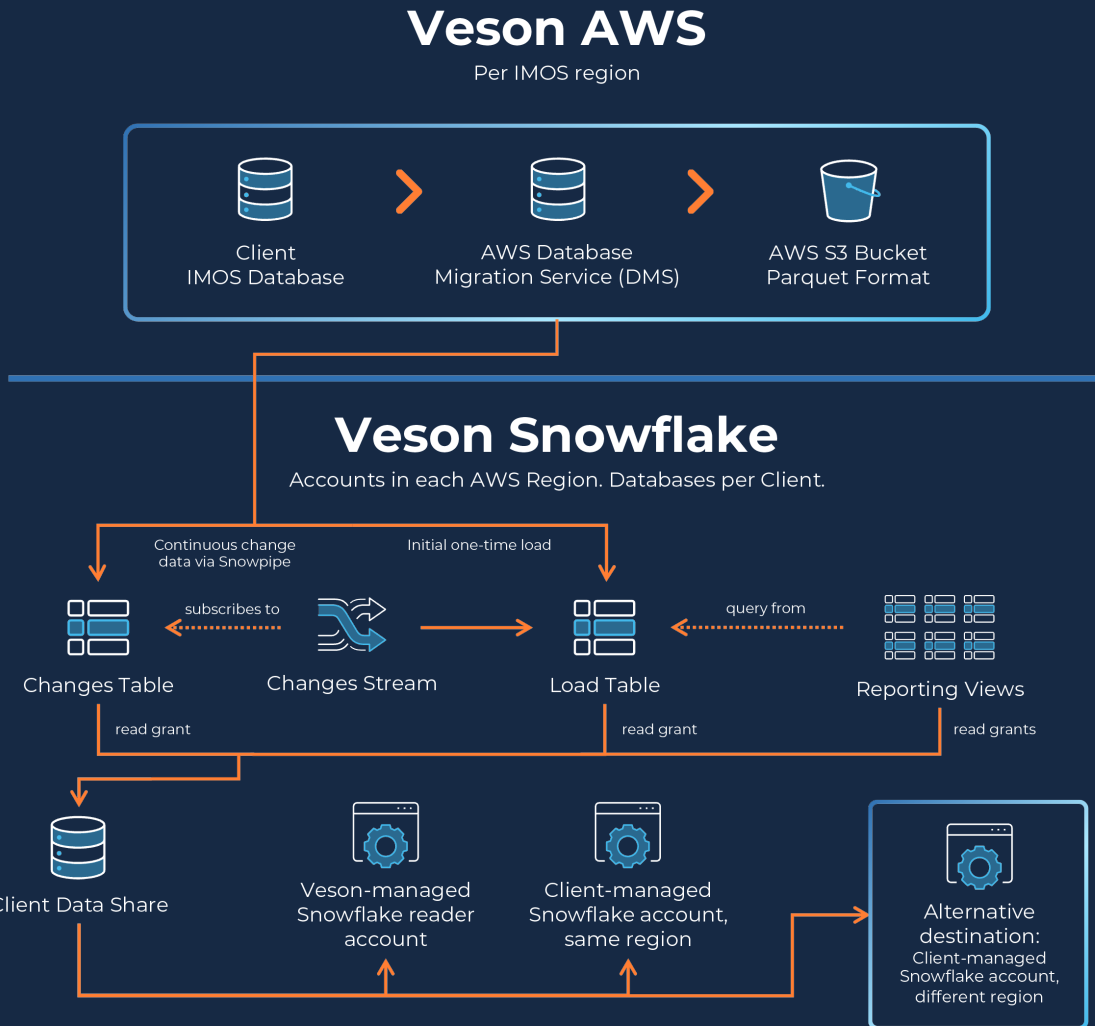 Veson AWS
Per IMOS region
Client
IMOS Database
AWS Database
Migration Service (DMS)
AWS S3 Bucket
Parquet Format
Veson Snowflake
Accounts in each AWS Region. Databases per Client.
Continuous change
data via Snowpipe
Initial one-time load
subscribes to
query from
Changes Table
Changes Stream
Load Table
Reporting Views
read grant
read grant
read grants
Client Data Share
Veson-managed
Snowflake reader
account
Client-managed
Snowflake account,
same region
Alternative
destination:
Client-managed
Snowflake account,
different region